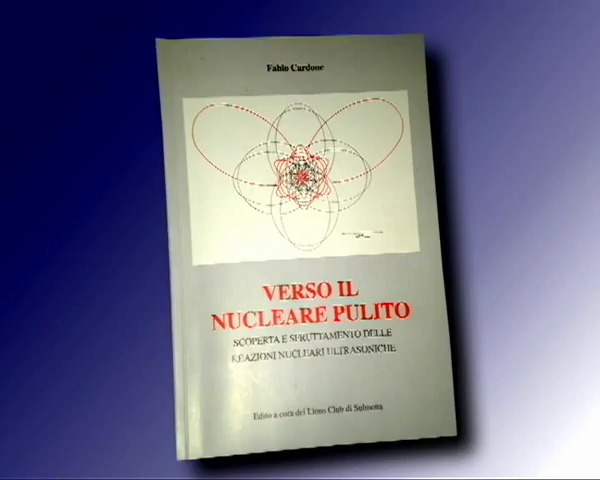 Fabio Cardone
VERSO IL
NUCLEARE PULITO
SCOPERTA E SFRUTTAMENTO DELLE
REAZIONI NUCLEARI ULTRASONICHE
Edito a cura del Lions Club di Sulmona